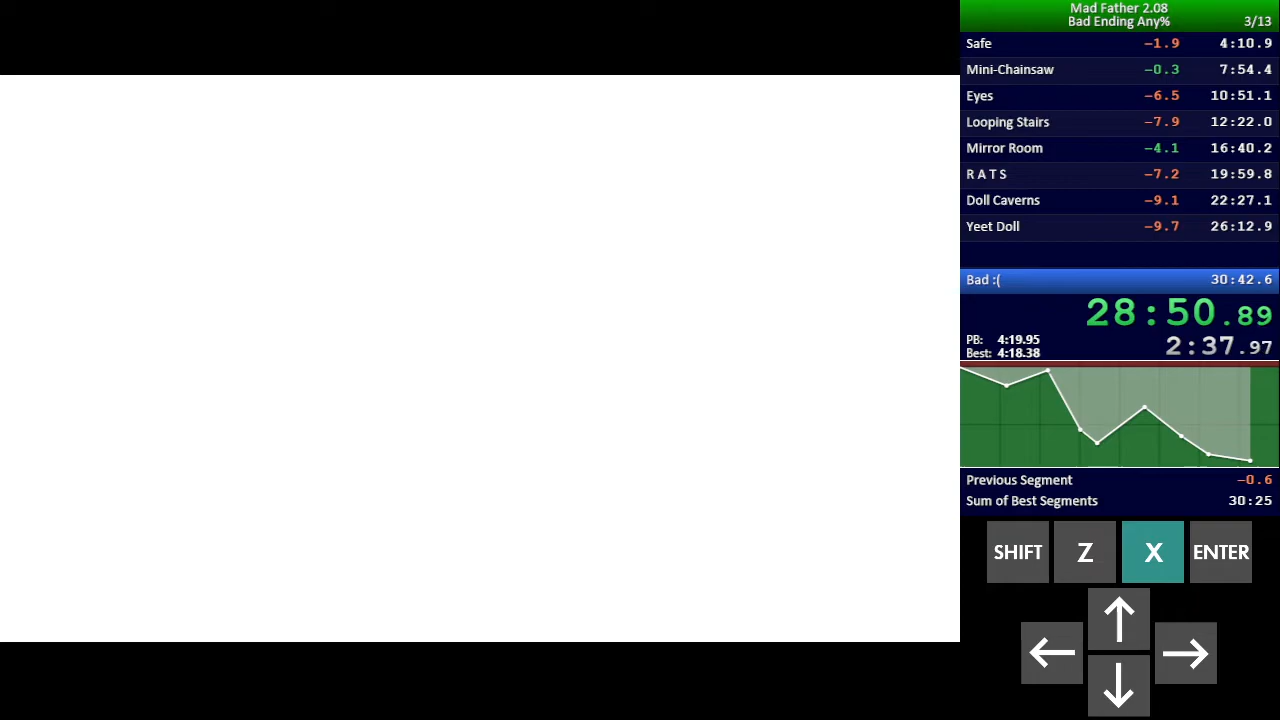 Mad Father 2.08
Bad Ending Any% 3/13
Safe -1.9 4:10.9
Mini-Chainsaw -0.3 7:54.4
Eyes -6.5 10:51.1
Looping Stairs -7.9 12:22.0
Mirror Room -4.1 16:40.2
R A T S -7.2 19:59.8
Doll Caverns -9.1 22:27.1
Yeet Doll -9.7 26:12.9
Bad :( 30:42.6
28:50.89
PB: 4:19.95
Best: 4:18.38
2:37.97
Previous Segment -0.6
Sum of Best Segments 30:25
SHIFT Z X ENTER
↑
← →
↓